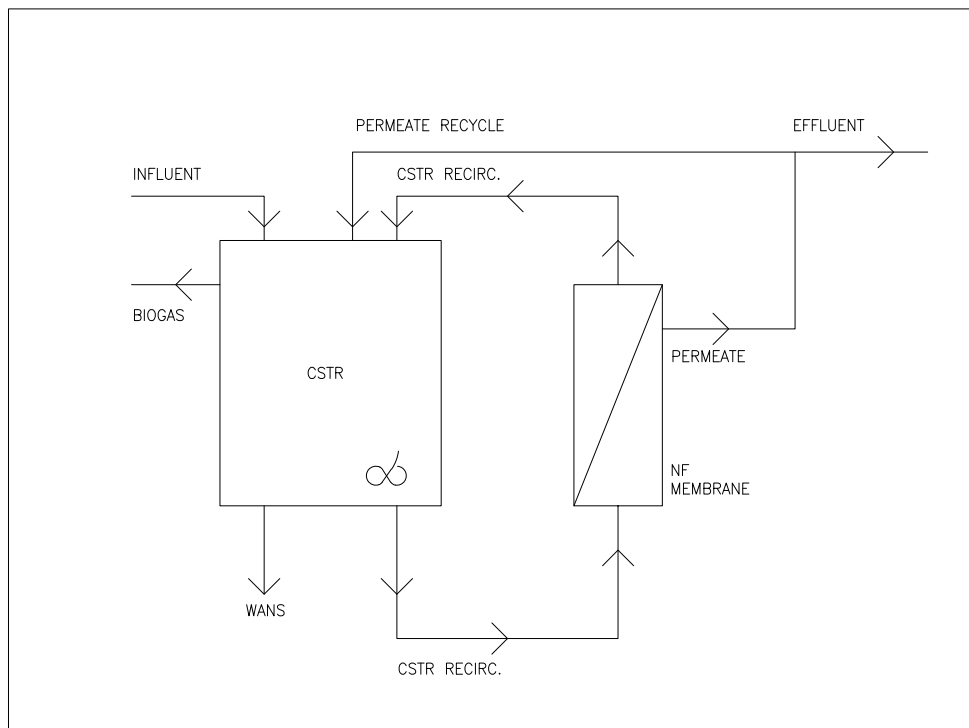 PERMEATE RECYCLE
EFFLUENT
INFLUENT
CSTR RECIRC.
BIOGAS
PERMEATE
CSTR
NF
MEMBRANE
WANS
CSTR RECIRC.